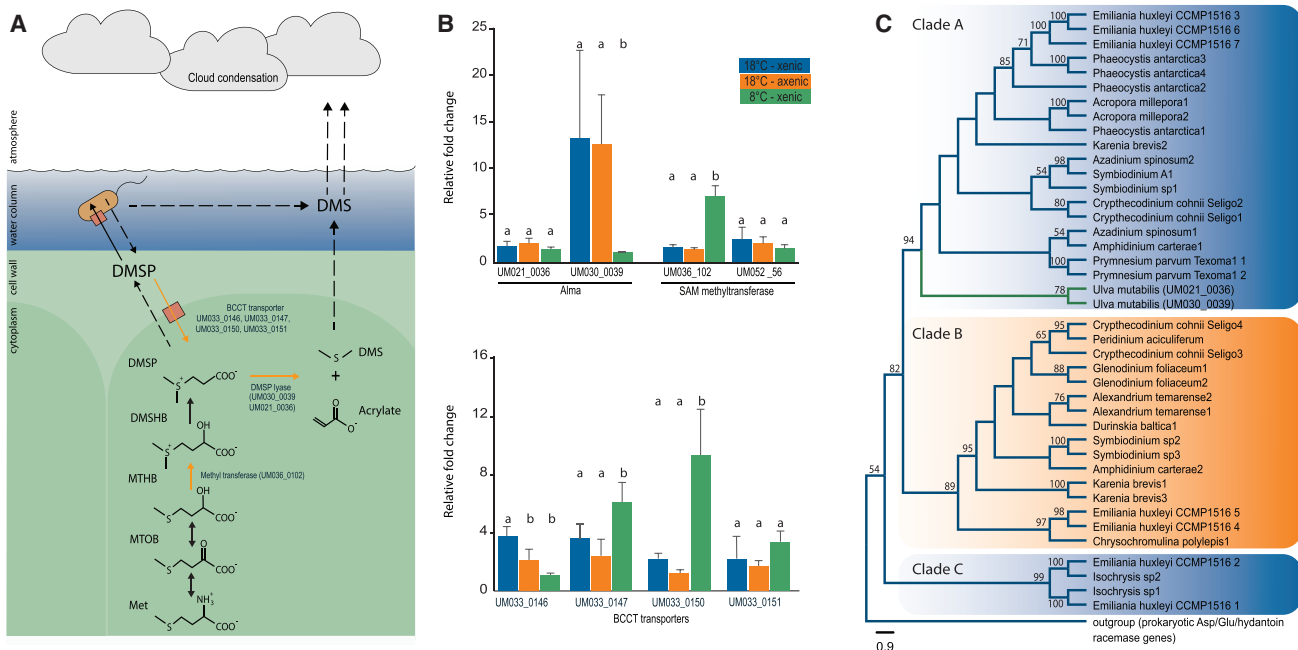 A
Cloud condensation
atmosphere
water column
cell wall
cytoplasm
DMS
DMSP
BCCT transporter
UM033_0146, UM033_0147,
UM033_0150, UM033_0151
DMSP
S+
COO-
DMSP lyase
(UM030_0039
UM021_0036)
S
DMS
+
O
O-
Acrylate
DMSHB
OH
S+
COO-
Methyl transferase (UM036_0102)
MTHB
OH
S
COO-
MTOB
O
S
COO-
Met
NH3+
S
COO-
B
Relative fold change
25
20
15
10
5
0
18°C - xenic
18°C - axenic
8°C - xenic
a a a
a a b
a a b
a a a
UM021_0036
UM030_0039
UM036_102
UM052_56
Alma
SAM methyltransferase
Relative fold change
16
12
8
4
0
a b b
a a b
a a b
a a a
UM033_0146
UM033_0147
UM033_0150
UM033_0151
BCCT transporters
C
Clade A
Emiliania huxleyi CCMP1516 3
Emiliania huxleyi CCMP1516 6
Emiliania huxleyi CCMP1516 7
Phaeocystis antarctica3
Phaeocystis antarctica4
Phaeocystis antarctica2
Acropora millepora1
Acropora millepora2
Phaeocystis antarctica1
Karenia brevis2
Azadinium spinosum2
Symbiodinium A1
Symbiodinium sp1
Crypthecodinium cohnii Seligo2
Crypthecodinium cohnii Seligo1
Azadinium spinosum1
Amphidinium carterae1
Prymnesium parvum Texoma1 1
Prymnesium parvum Texoma1 2
Ulva mutabilis (UM021_0036)
Ulva mutabilis (UM030_0039)
100
100
71
100
85
100
98
54
80
54
100
94
78
Clade B
Crypthecodinium cohnii Seligo4
Peridinium aciculiferum
Crypthecodinium cohnii Seligo3
Glenodinium foliaceum1
Glenodinium foliaceum2
Alexandrium temarense2
Alexandrium temarense1
Durinskia baltica1
Symbiodinium sp2
Symbiodinium sp3
Amphidinium carterae2
Karenia brevis1
Karenia brevis3
Emiliania huxleyi CCMP1516 5
Emiliania huxleyi CCMP1516 4
Chrysochromulina polylepis1
95
65
88
82
76
100
95
54
100
89
98
97
Clade C
Emiliania huxleyi CCMP1516 2
Isochrysis sp2
Isochrysis sp1
Emiliania huxleyi CCMP1516 1
100
99
100
outgroup (prokaryotic Asp/Glu/hydantoin
racemase genes)
0.9